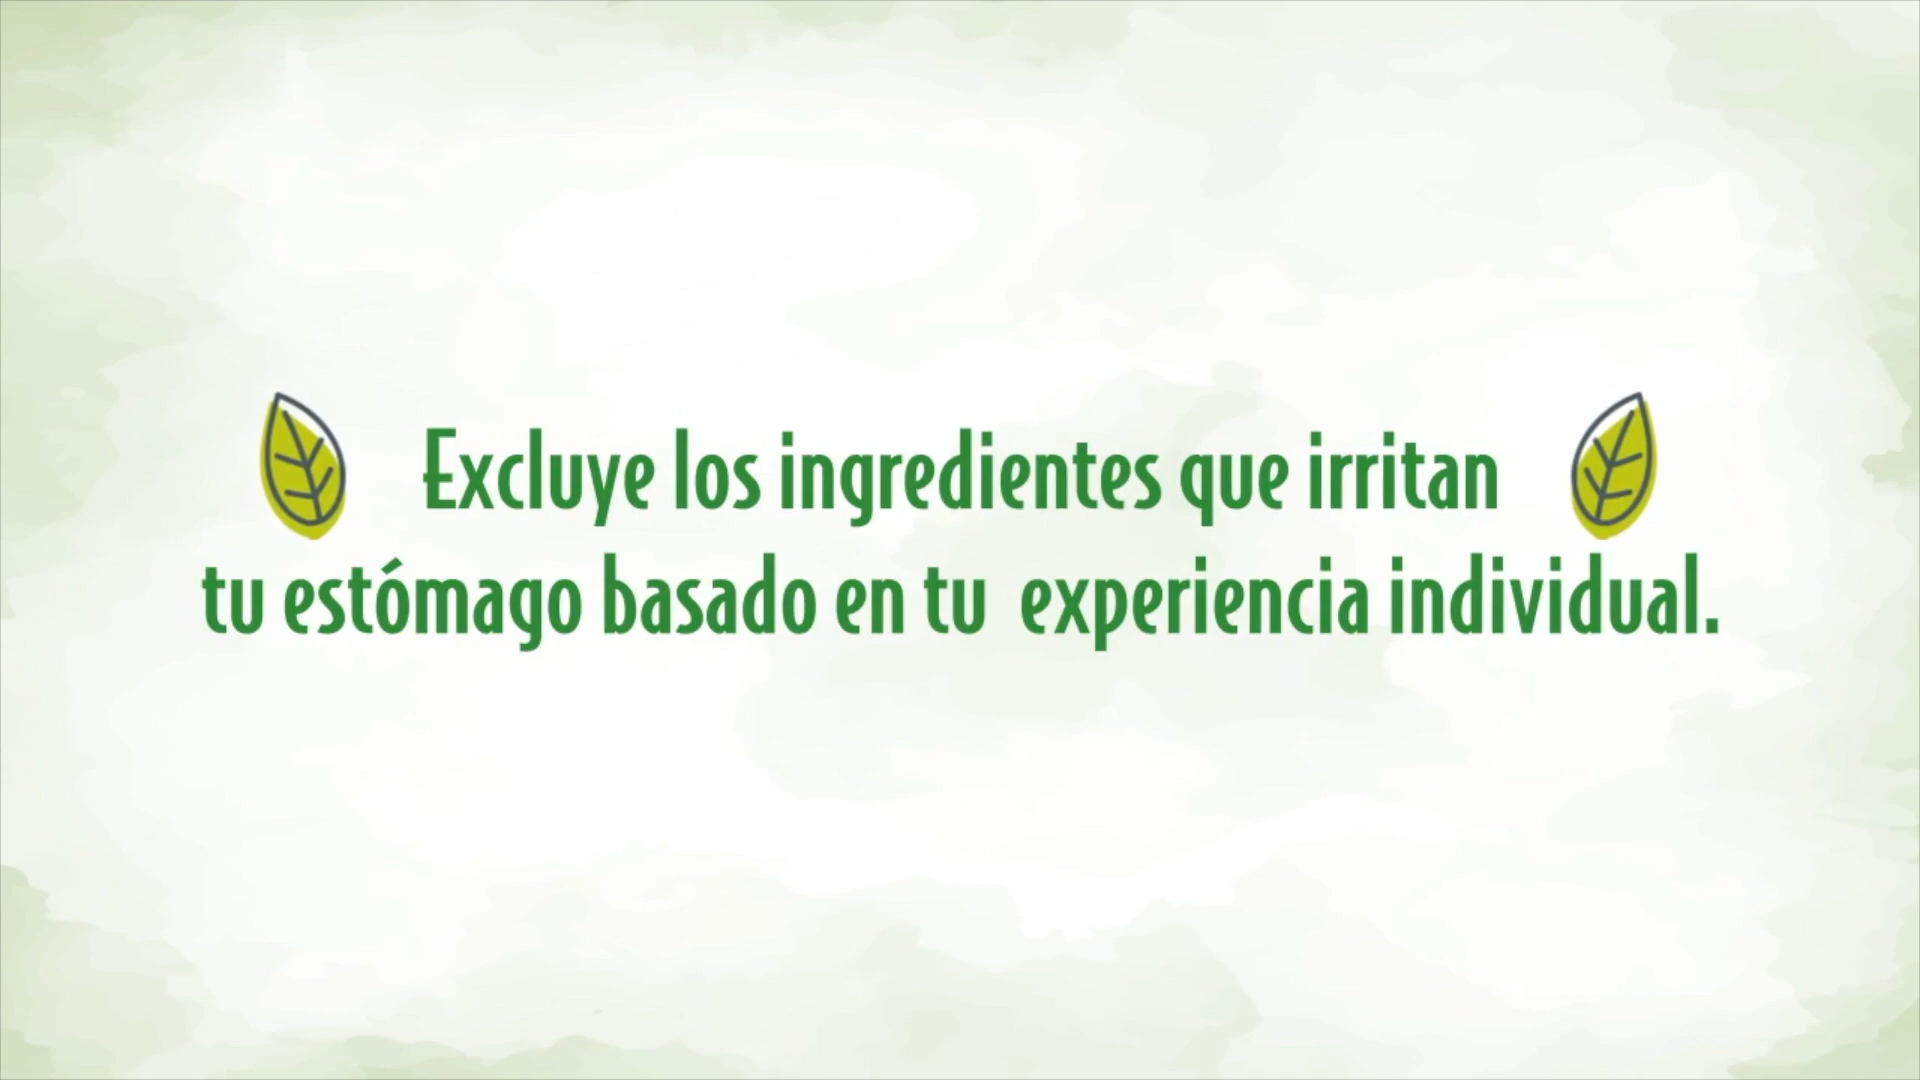 Excluye los ingredientes que irritan
tu estómago basado en tu experiencia individual.